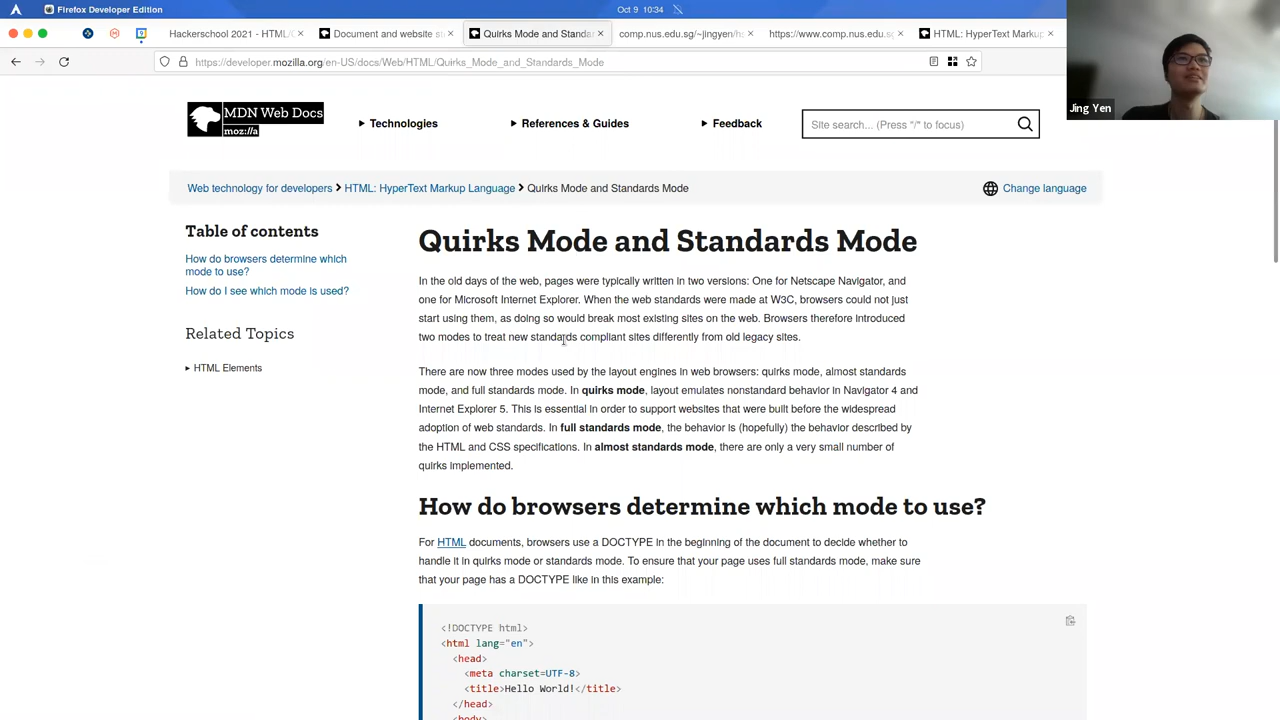 Firefox Developer Edition
Oct 9 10:34
Hackerschool 2021 - HTML/
Document and website s
Quirks Mode and Standar
comp.nus.edu.sg/~jingyen/h
https://www.comp.nus.edu.s
HTML: HyperText Markup
https://developer.mozilla.org/en-US/docs/Web/HTML/Quirks_Mode_and_Standards_Mode
Jing Yen
MDN Web Docs
moz://a
Technologies
References & Guides
Feedback
Site search... (Press "/" to focus)
Web technology for developers
HTML: HyperText Markup Language
Quirks Mode and Standards Mode
Change language
Table of contents
How do browsers determine which
mode to use?
How do I see which mode is used?
Related Topics
HTML Elements
Quirks Mode and Standards Mode
In the old days of the web, pages were typically written in two versions: One for Netscape Navigator, and
one for Microsoft Internet Explorer. When the web standards were made at W3C, browsers could not just
start using them, as doing so would break most existing sites on the web. Browsers therefore introduced
two modes to treat new standards compliant sites differently from old legacy sites.
There are now three modes used by the layout engines in web browsers: quirks mode, almost standards
mode, and full standards mode. In quirks mode, layout emulates nonstandard behavior in Navigator 4 and
Internet Explorer 5. This is essential in order to support websites that were built before the widespread
adoption of web standards. In full standards mode, the behavior is (hopefully) the behavior described by
the HTML and CSS specifications. In almost standards mode, there are only a very small number of
quirks implemented.
How do browsers determine which mode to use?
For HTML documents, browsers use a DOCTYPE in the beginning of the document to decide whether to
handle it in quirks mode or standards mode. To ensure that your page uses full standards mode, make sure
that your page has a DOCTYPE like in this example:
<!DOCTYPE html>
<html lang="en">
<head>
<meta charset=UTF-8>
<title>Hello World!</title>
</head>
<body>